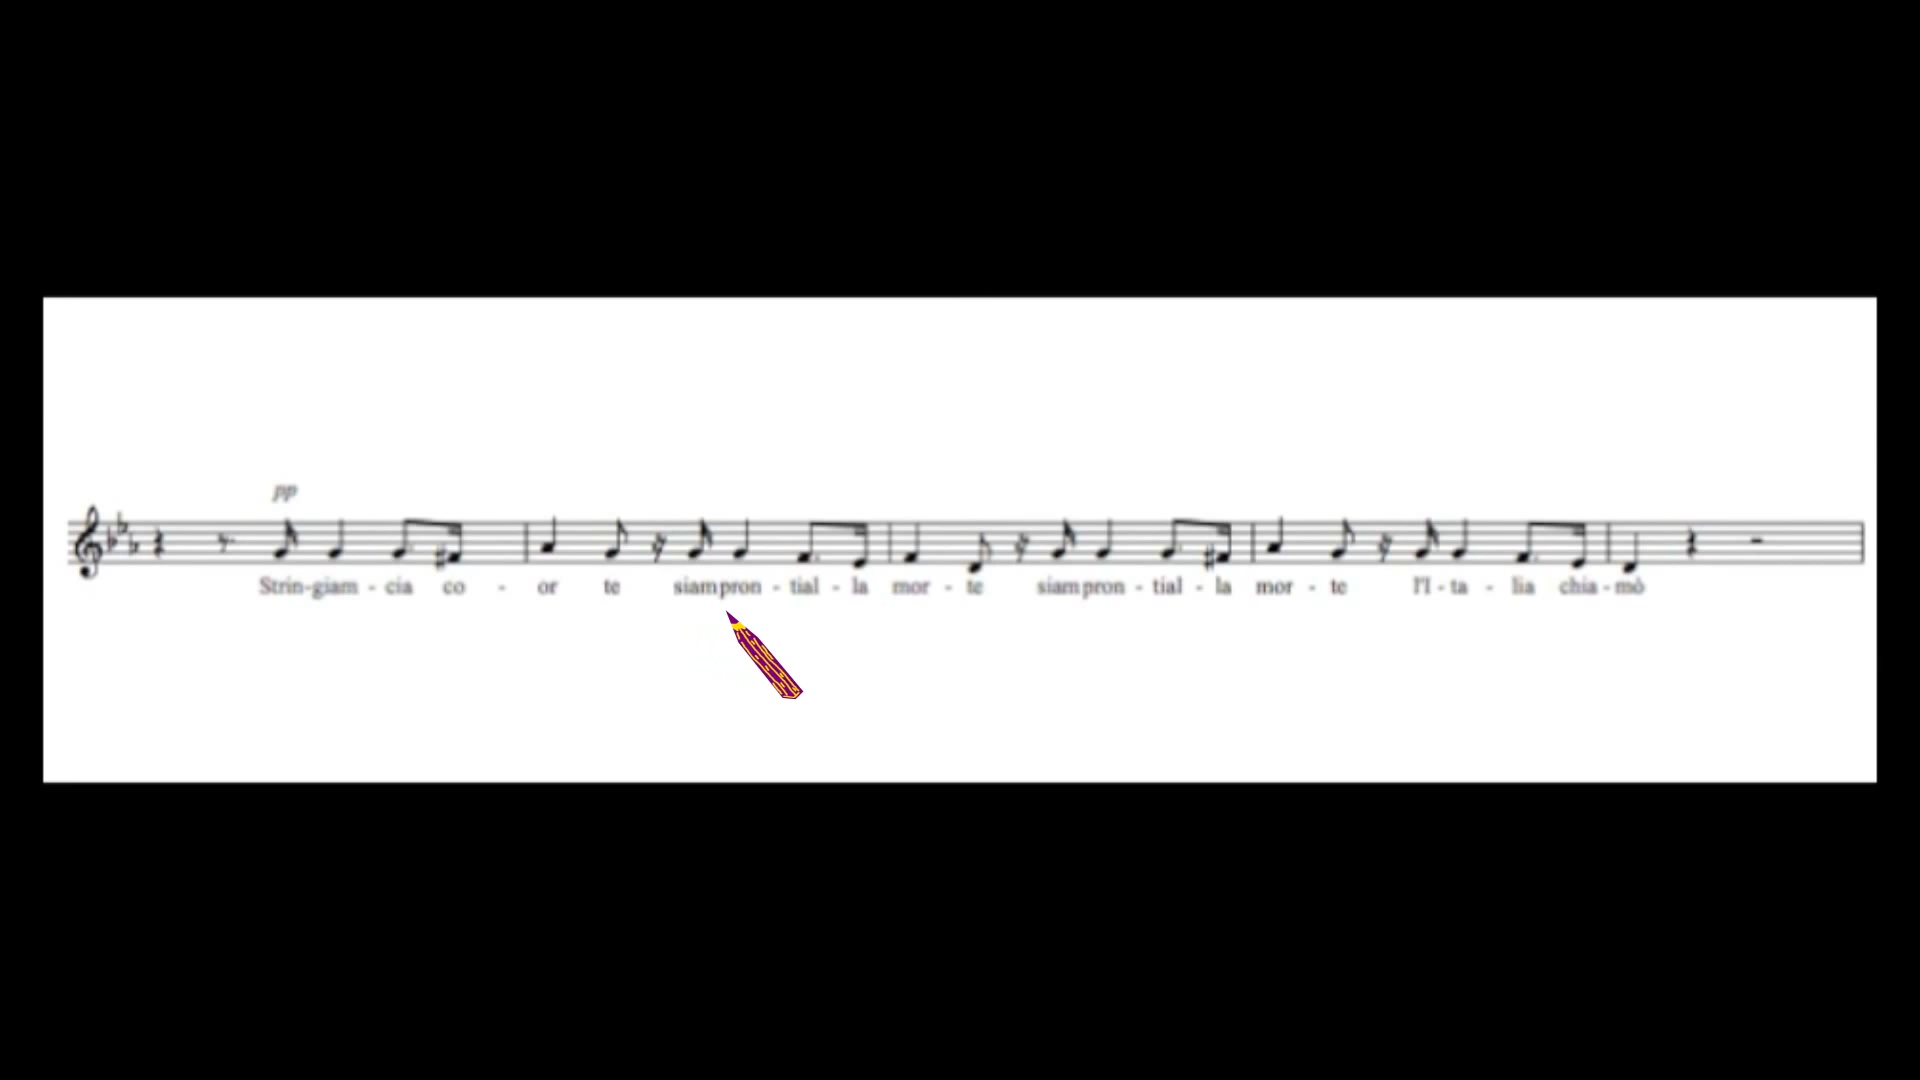 pp
Strin-giam - cia co - or te siam pron - tial - la mor - te siam pron - tial - la mor - te l'I - ta - lia chia - mò